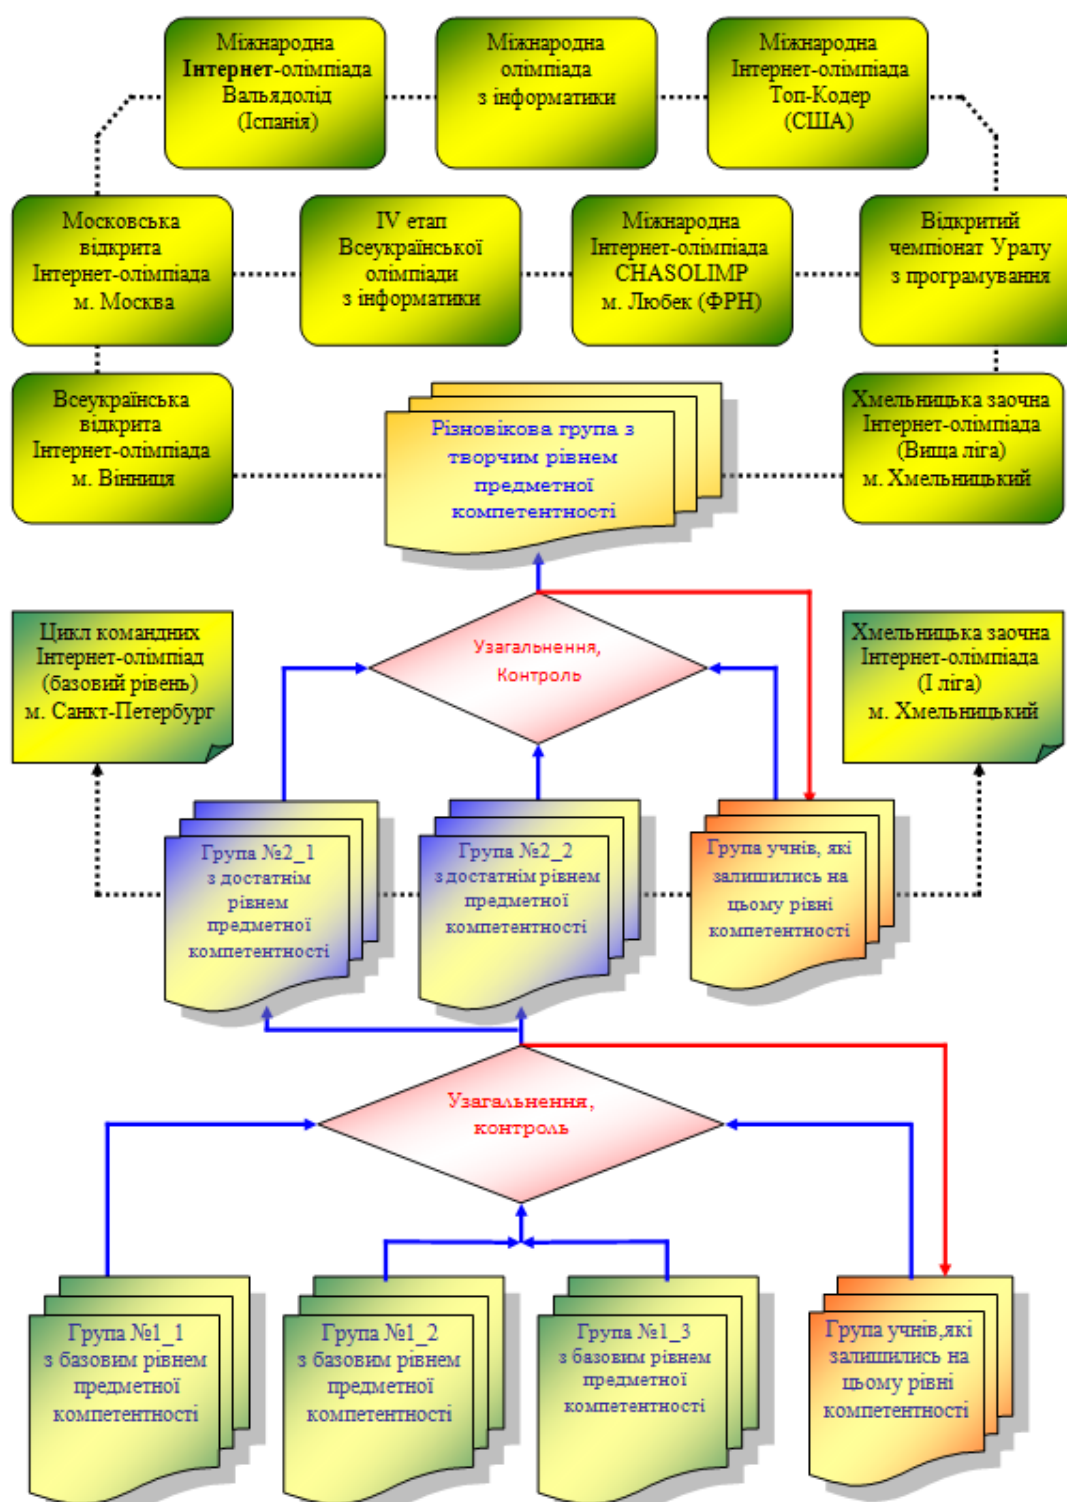 Міжнародна
Інтернет-олімпіада
Вальядолід
(Іспанія)
Міжнародна
олімпіада
з інформатики
Міжнародна
Інтернет-олімпіада
Топ-Кодер
(США)
Московська
відкрита
Інтернет-олімпіада
м. Москва
IV етап
Всеукраїнської
олімпіади
з інформатики
Міжнародна
Інтернет-олімпіада
CHASOLIMP
м. Любек (ФРН)
Відкритий
чемпіонат Уралу
з програмування
Всеукраїнська
відкрита
Інтернет-олімпіада
м. Вінниця
Різновікова група з
творчим рівнем
предметної
компетентності
Хмельницька заочна
Інтернет-олімпіада
(Вища ліга)
м. Хмельницький
Цикл командних
Інтернет-олімпіад
(базовий рівень)
м. Санкт-Петербург
Узагальнення,
Контроль
Хмельницька заочна
Інтернет-олімпіада
(І ліга)
м. Хмельницький
Група №2_1
з достатнім
рівнем
предметної
компетентності
Група №2_2
з достатнім рівнем
предметної
компетентності
Група учнів, які
залишились на
цьому рівні
компетентності
Узагальнення,
контроль
Група №1_1
з базовим рівнем
предметної
компетентності
Група №1_2
з базовим рівнем
предметної
компетентності
Група №1_3
з базовим рівнем
предметної
компетентності
Група учнів,які
залишились на
цьому рівні
компетентності